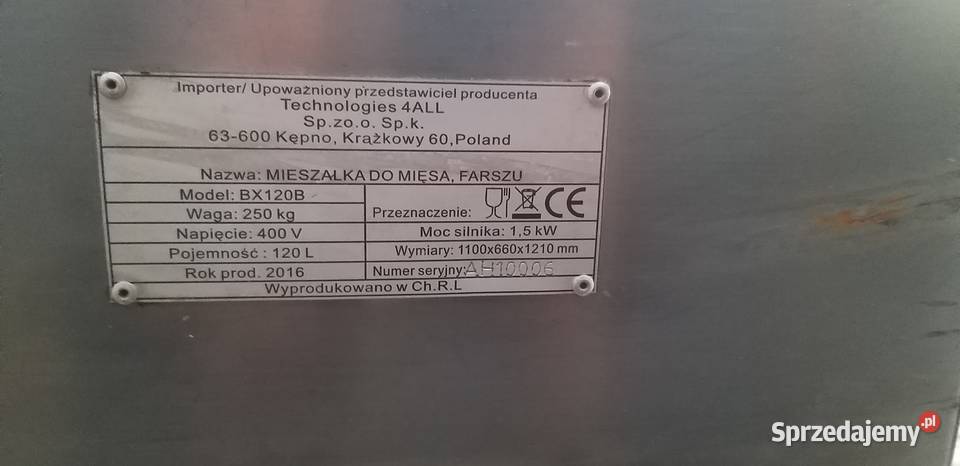 Importer/ Upoważniony przedstawiciel producenta
Technologies 4ALL
Sp.zo.o. Sp.k.
63-600 Kępno, Krążkowy 60,Poland
Nazwa: MIESZAŁKA DO MIĘSA, FARSZU
Model: BX120B
Waga: 250 kg
Przeznaczenie: CE
Napięcie: 400 V
Moc silnika: 1,5 kW
Pojemność : 120 L
Wymiary: 1100x660x1210 mm
Rok prod. 2016
Numer seryjny: AH10006
Wyprodukowano w Ch.R.L
Sprzedajemy.pl